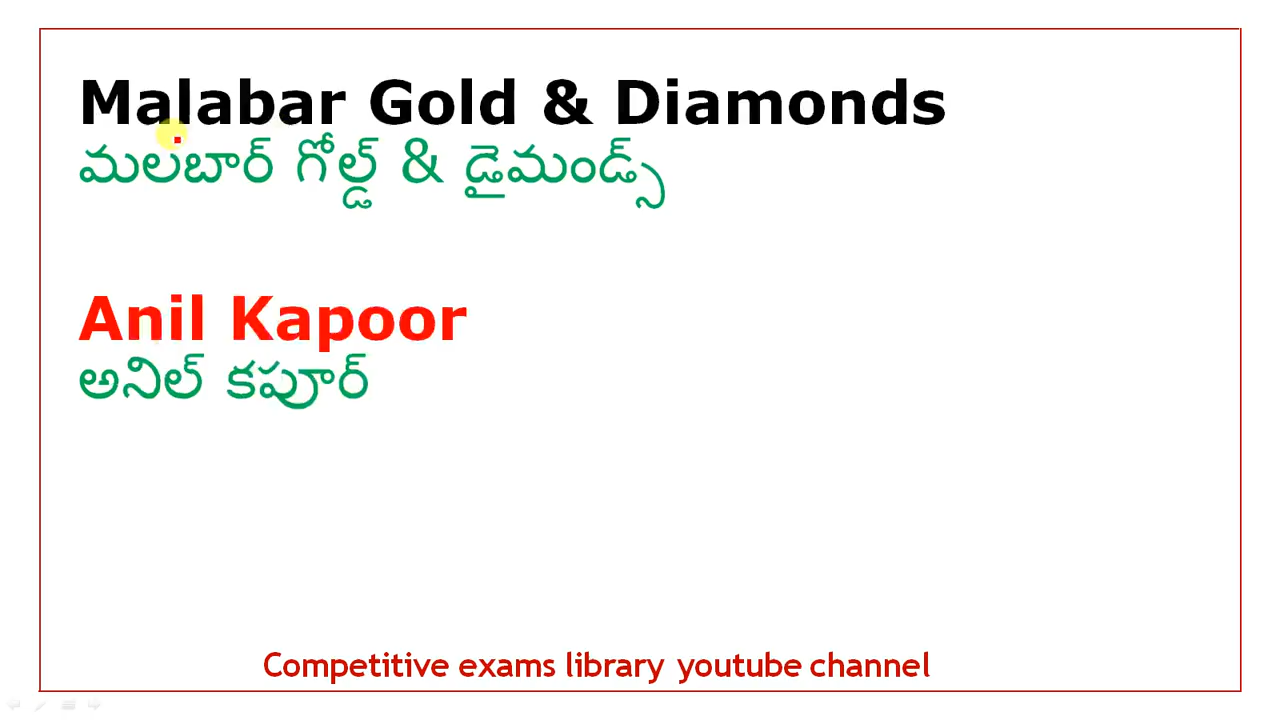 Malabar Gold & Diamonds
మలబార్ గోల్డ్ & డైమండ్స్
Anil Kapoor
అనిల్ కపూర్
Competitive exams library youtube channel